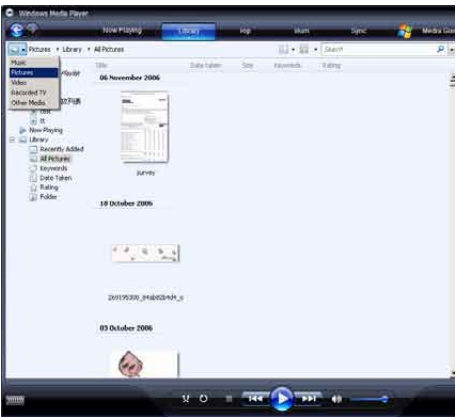 Windows Media Player
Now Playing Library Rip Burn Sync Media Gui
Pictures Library All Pictures Search
Music
Pictures
Video
Recorded TV
Other Media
Title Date taken Size Keywords Rating
06 November 2006
Now Playing
Library
Recently Added
All Pictures
Keywords
Date Taken
Rating
Folder
survey
18 October 2006
03 October 2006